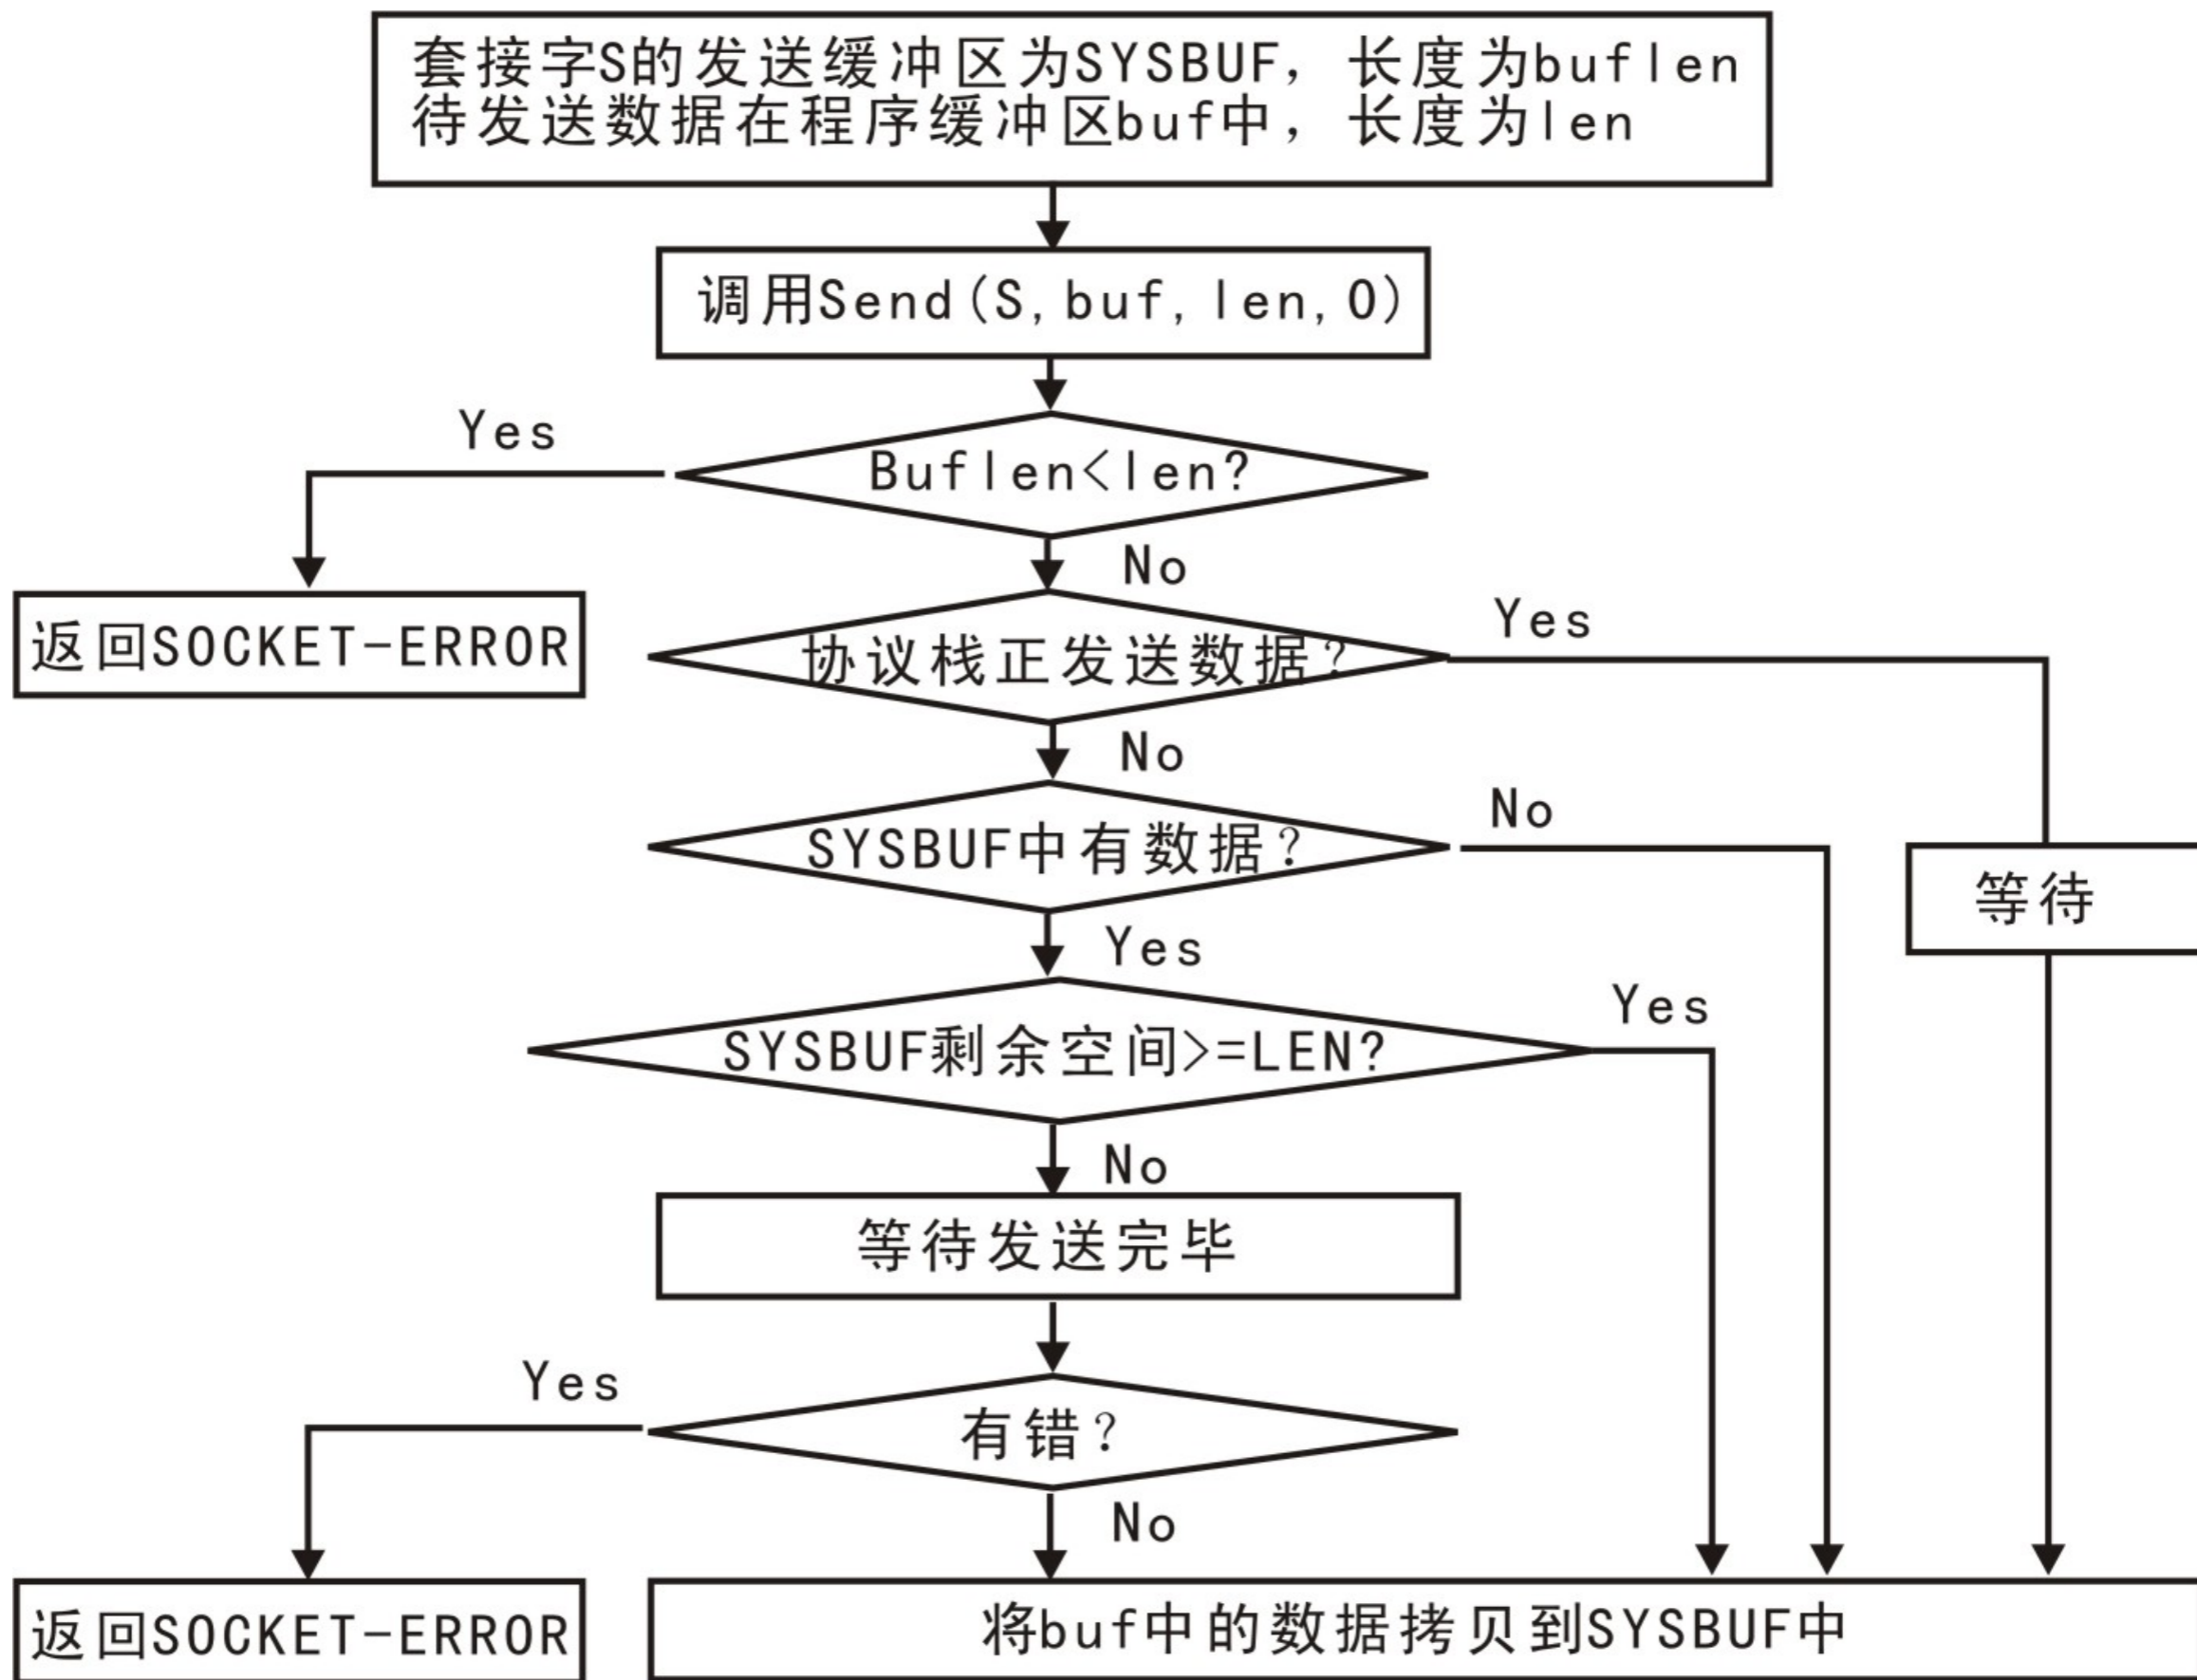 套接字S的发送缓冲区为SYSBUF，长度为buflen
待发送数据在程序缓冲区buf中，长度为len
调用Send(S,buf,len,0)
Yes
Buflen<len?
No
返回SOCKET-ERROR
协议栈正发送数据？
Yes
No
SYSBUF中有数据？
No
等待
Yes
SYSBUF剩余空间>=LEN?
Yes
No
等待发送完毕
Yes
有错？
No
返回SOCKET-ERROR
将buf中的数据拷贝到SYSBUF中